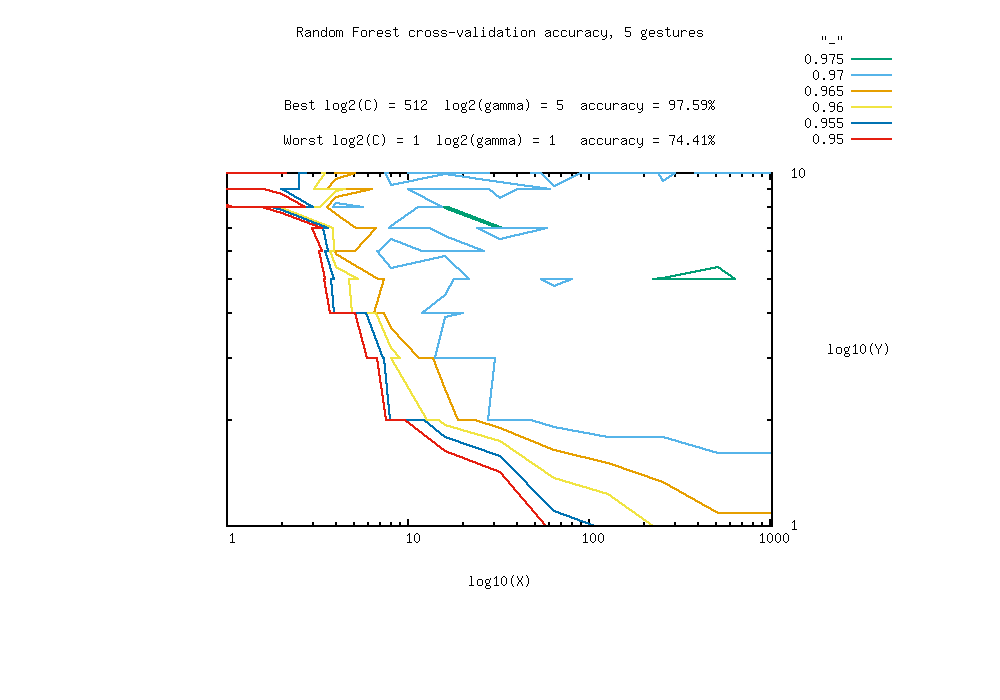 Random Forest cross-validation accuracy, 5 gestures
"_"
0.975
0.97
0.965
0.96
0.955
0.95
Best log2(C) = 512  log2(gamma) = 5  accuracy = 97.59%
Worst log2(C) = 1  log2(gamma) = 1   accuracy = 74.41%
10
log10(Y)
1
1 10 100 1000
log10(X)